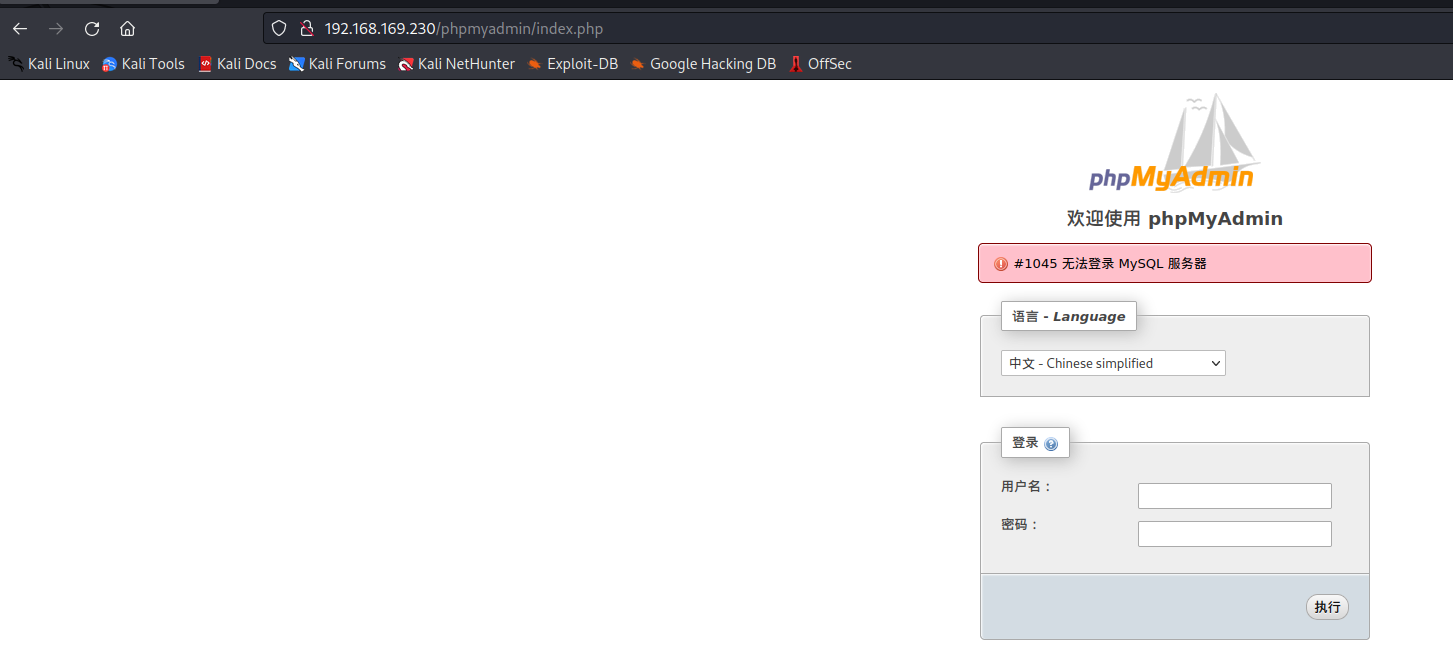 192.168.169.230/phpmyadmin/index.php
Kali Linux Kali Tools Kali Docs Kali Forums Kali NetHunter Exploit-DB Google Hacking DB OffSec
phpMyAdmin
欢迎使用 phpMyAdmin
#1045 无法登录 MySQL 服务器
语言 - Language
中文 - Chinese simplified
登录
用户名：
密码：
执行